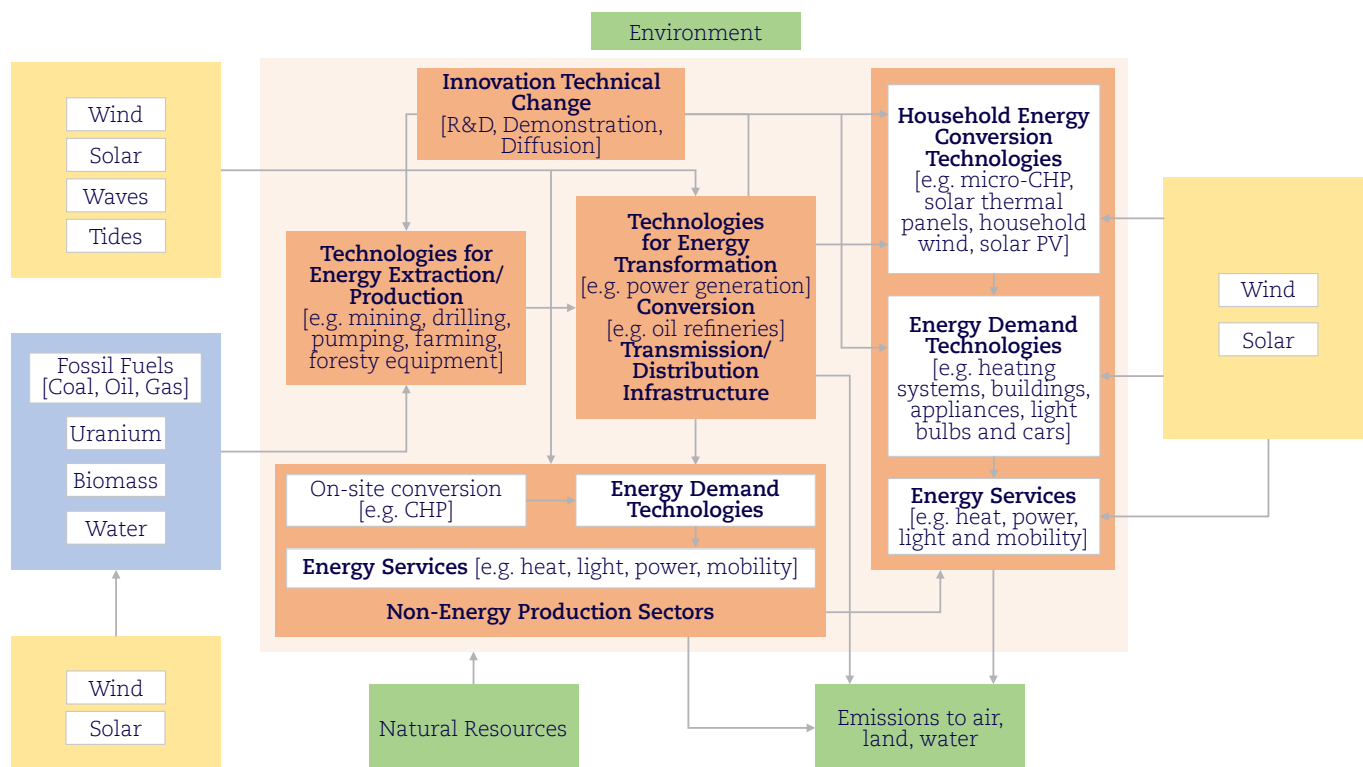 Environment
Wind
Solar
Waves
Tides
Fossil Fuels
[Coal, Oil, Gas]
Uranium
Biomass
Water
Wind
Solar
Innovation Technical
Change
[R&D, Demonstration,
Diffusion]
Technologies for
Energy Extraction/
Production
[e.g. mining, drilling,
pumping, farming,
foresty equipment]
Technologies
for Energy
Transformation
[e.g. power generation]
Conversion
[e.g. oil refineries]
Transmission/
Distribution
Infrastructure
On-site conversion
[e.g. CHP]
Energy Demand
Technologies
Energy Services [e.g. heat, light, power, mobility]
Non-Energy Production Sectors
Household Energy
Conversion
Technologies
[e.g. micro-CHP,
solar thermal
panels, household
wind, solar PV]
Energy Demand
Technologies
[e.g. heating
systems, buildings,
appliances, light
bulbs and cars]
Energy Services
[e.g. heat, power,
light and mobility]
Wind
Solar
Natural Resources
Emissions to air,
land, water